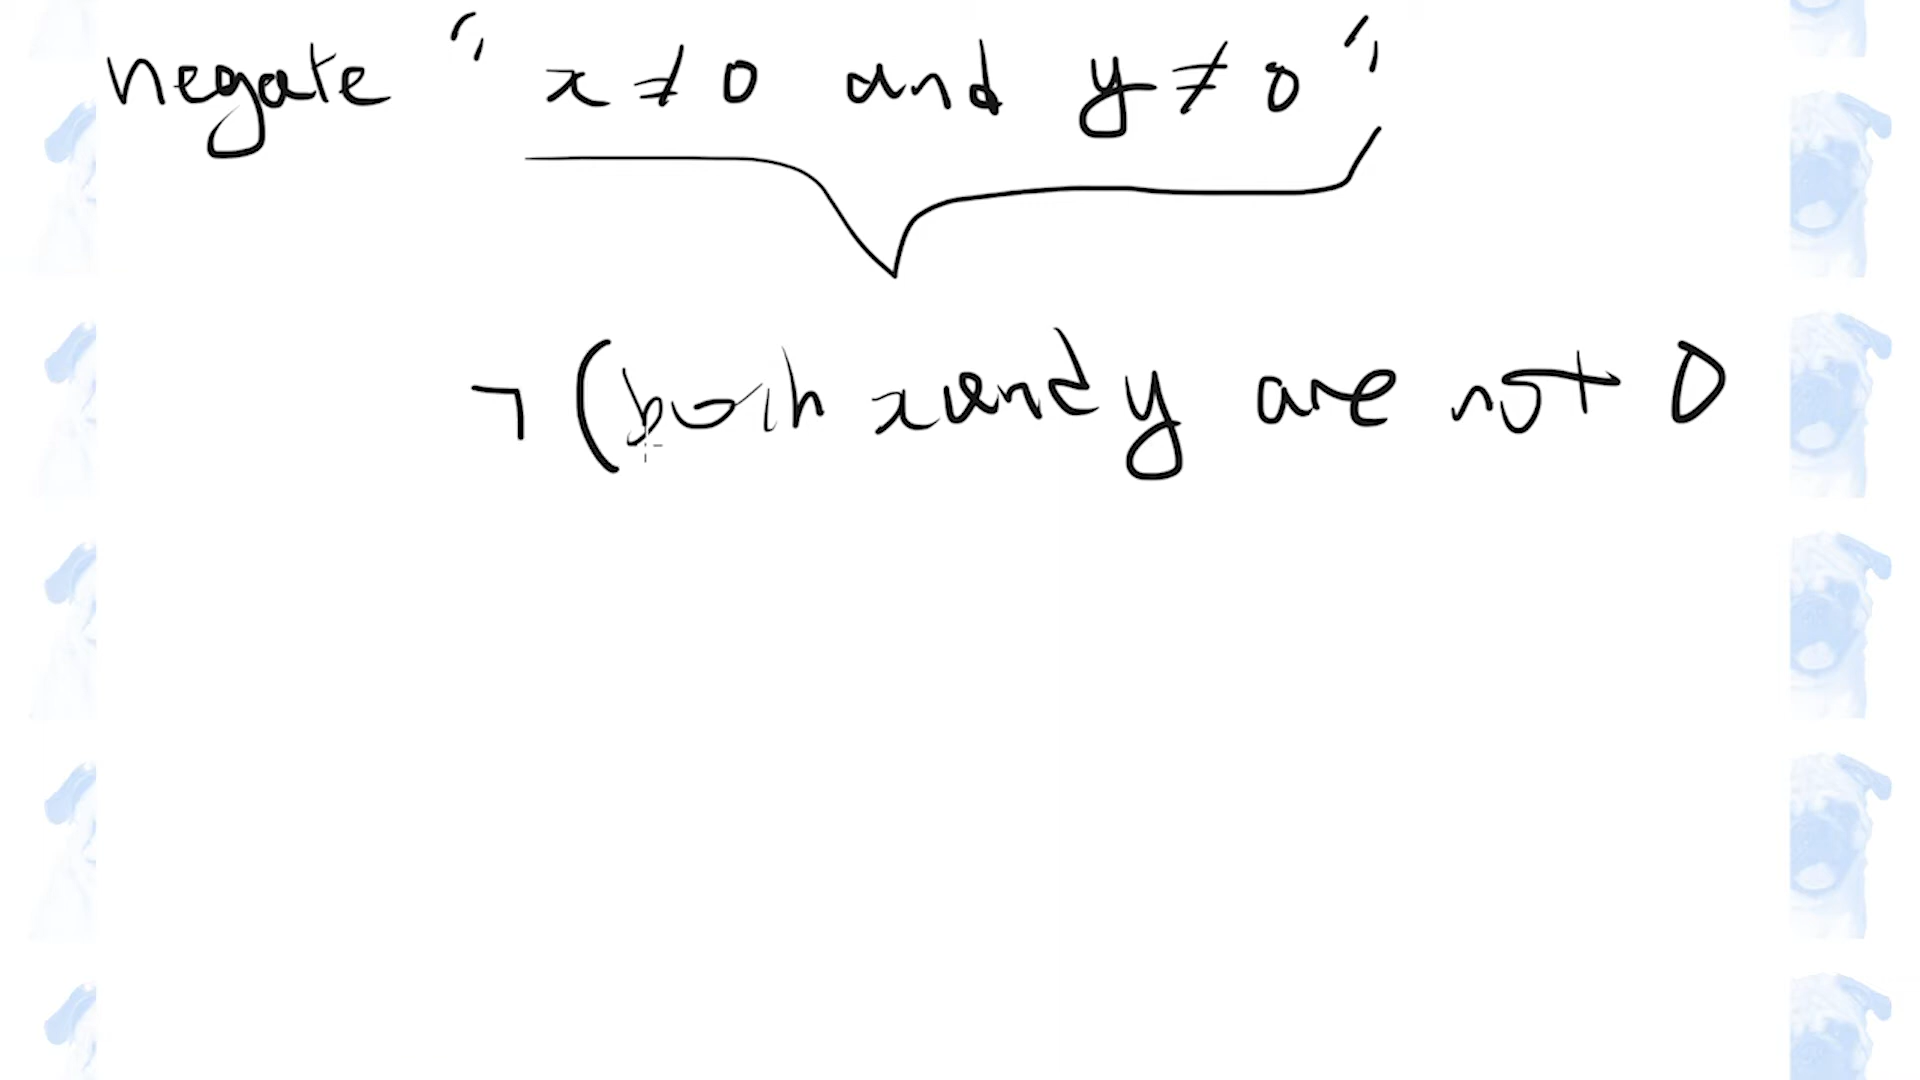 negate " x ≠ 0 and y ≠ 0 "
¬ (both x and y are not 0